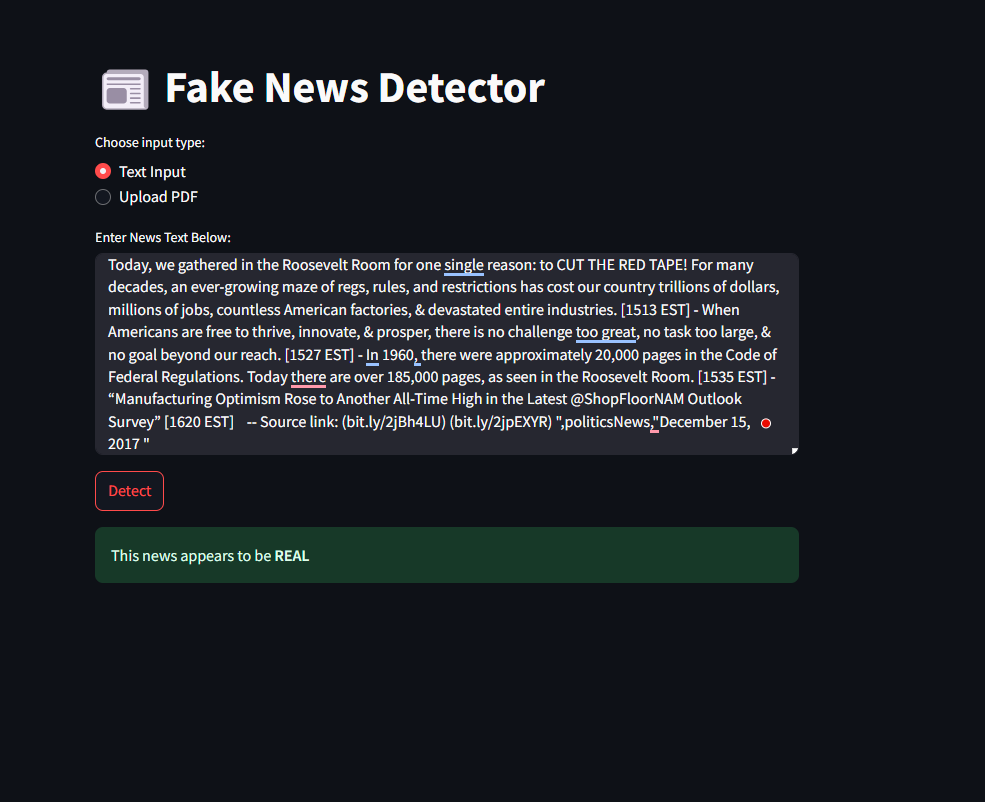 Fake News Detector
Choose input type:
Text Input
Upload PDF
Enter News Text Below:
Today, we gathered in the Roosevelt Room for one single reason: to CUT THE RED TAPE! For many
decades, an ever-growing maze of regs, rules, and restrictions has cost our country trillions of dollars,
millions of jobs, countless American factories, & devastated entire industries. [1513 EST] - When
Americans are free to thrive, innovate, & prosper, there is no challenge too great, no task too large, &
no goal beyond our reach. [1527 EST] - In 1960, there were approximately 20,000 pages in the Code of
Federal Regulations. Today there are over 185,000 pages, as seen in the Roosevelt Room. [1535 EST] -
“Manufacturing Optimism Rose to Another All-Time High in the Latest @ShopFloorNAM Outlook
Survey” [1620 EST]    -- Source link: (bit.ly/2jBh4LU) (bit.ly/2jpEXYR) ",politicsNews,"December 15,
2017 "
Detect
This news appears to be REAL